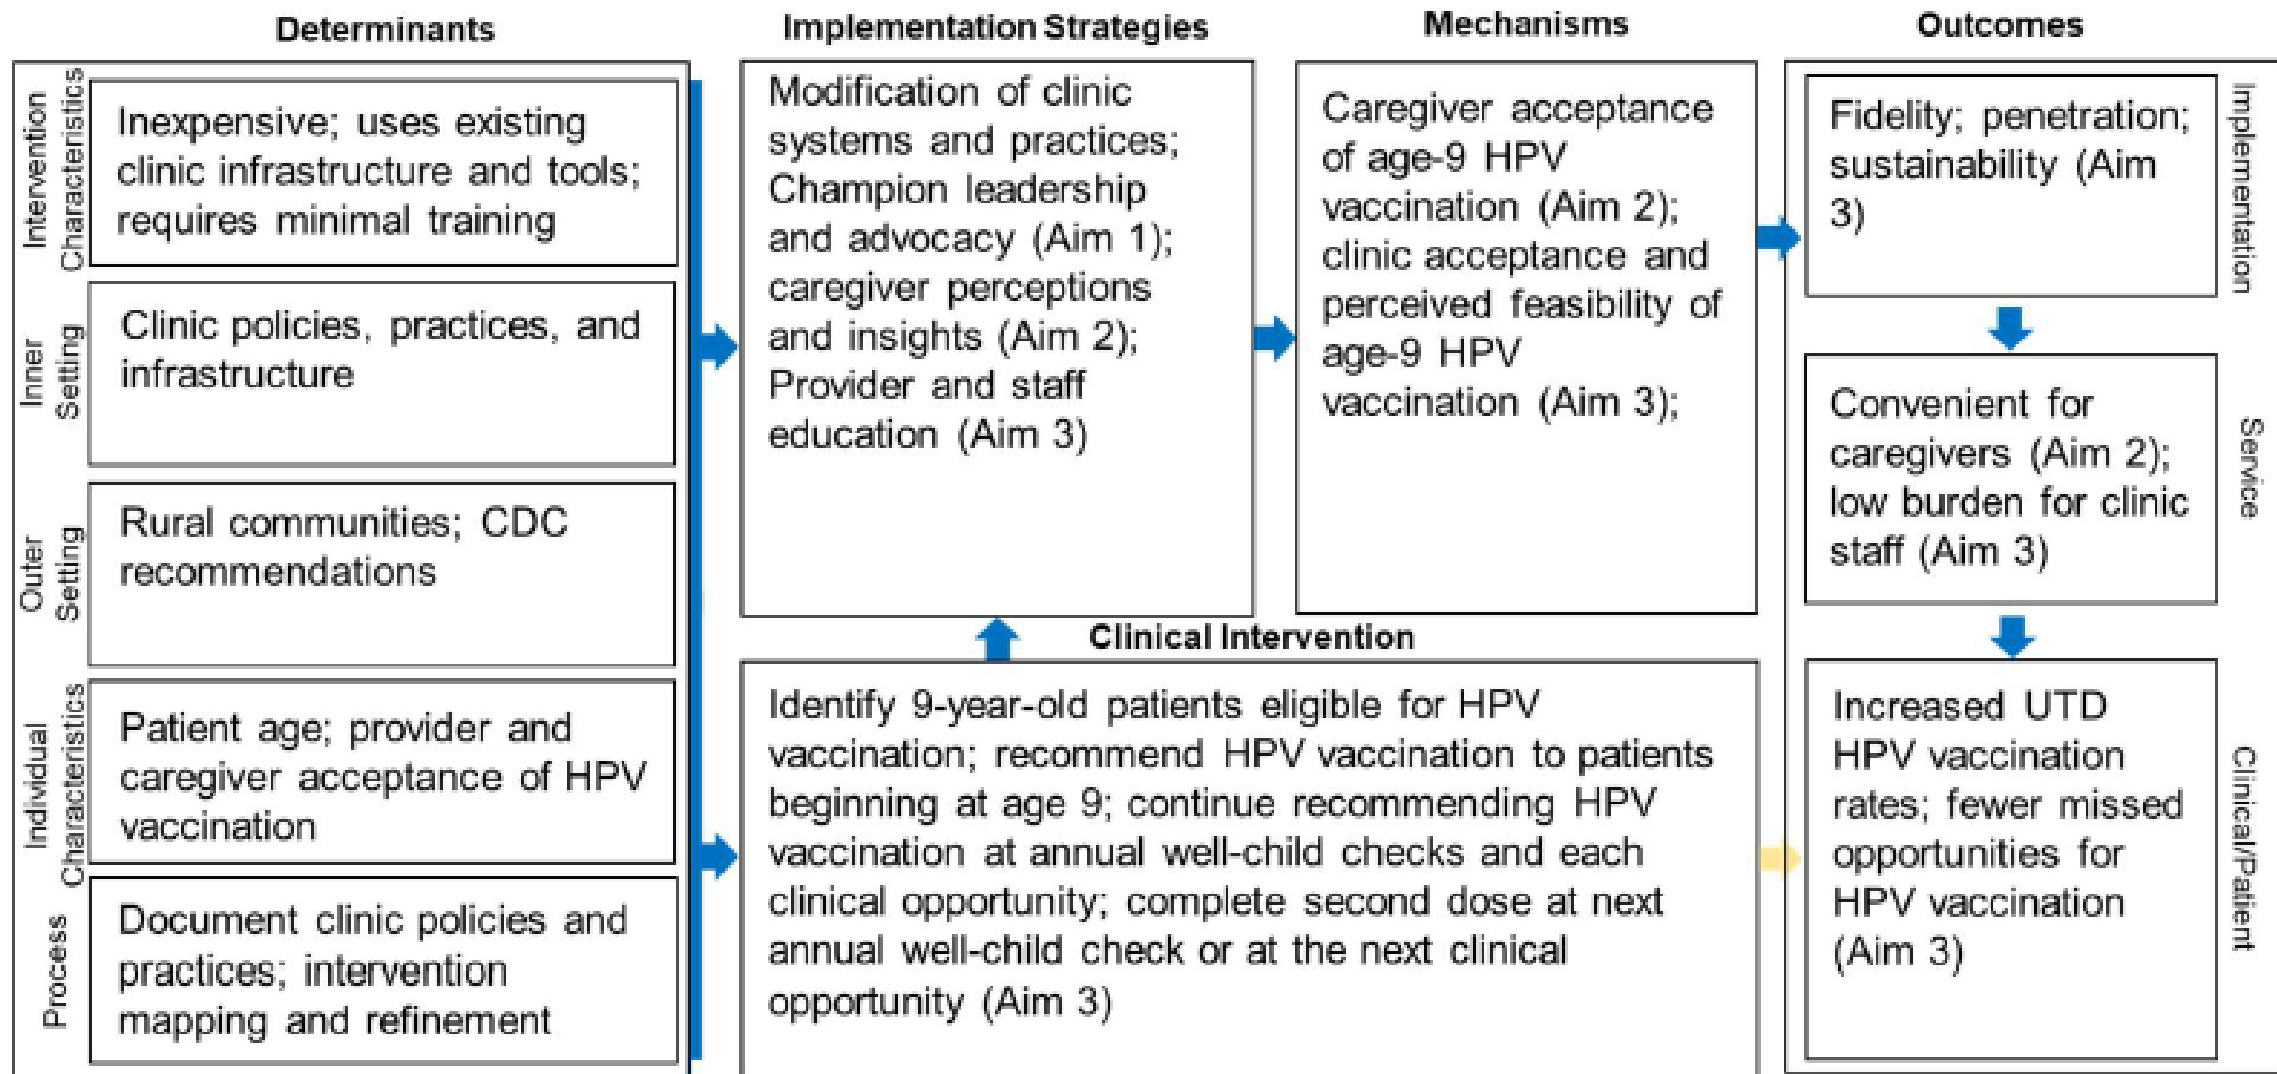 Determinants
Intervention
Characteristics
Inexpensive; uses existing
clinic infrastructure and tools;
requires minimal training
Inner
Setting
Clinic policies, practices, and
infrastructure
Outer
Setting
Rural communities; CDC
recommendations
Individual
Characteristics
Patient age; provider and
caregiver acceptance of HPV
vaccination
Process
Document clinic policies and
practices; intervention
mapping and refinement
Implementation Strategies
Modification of clinic
systems and practices;
Champion leadership
and advocacy (Aim 1);
caregiver perceptions
and insights (Aim 2);
Provider and staff
education (Aim 3)
Mechanisms
Caregiver acceptance
of age-9 HPV
vaccination (Aim 2);
clinic acceptance and
perceived feasibility of
age-9 HPV
vaccination (Aim 3);
Clinical Intervention
Identify 9-year-old patients eligible for HPV
vaccination; recommend HPV vaccination to patients
beginning at age 9; continue recommending HPV
vaccination at annual well-child checks and each
clinical opportunity; complete second dose at next
annual well-child check or at the next clinical
opportunity (Aim 3)
Outcomes
Fidelity; penetration;
sustainability (Aim
3)
Implementation
Convenient for
caregivers (Aim 2);
low burden for clinic
staff (Aim 3)
Service
Increased UTD
HPV vaccination
rates; fewer missed
opportunities for
HPV vaccination
(Aim 3)
Clinical/Patient